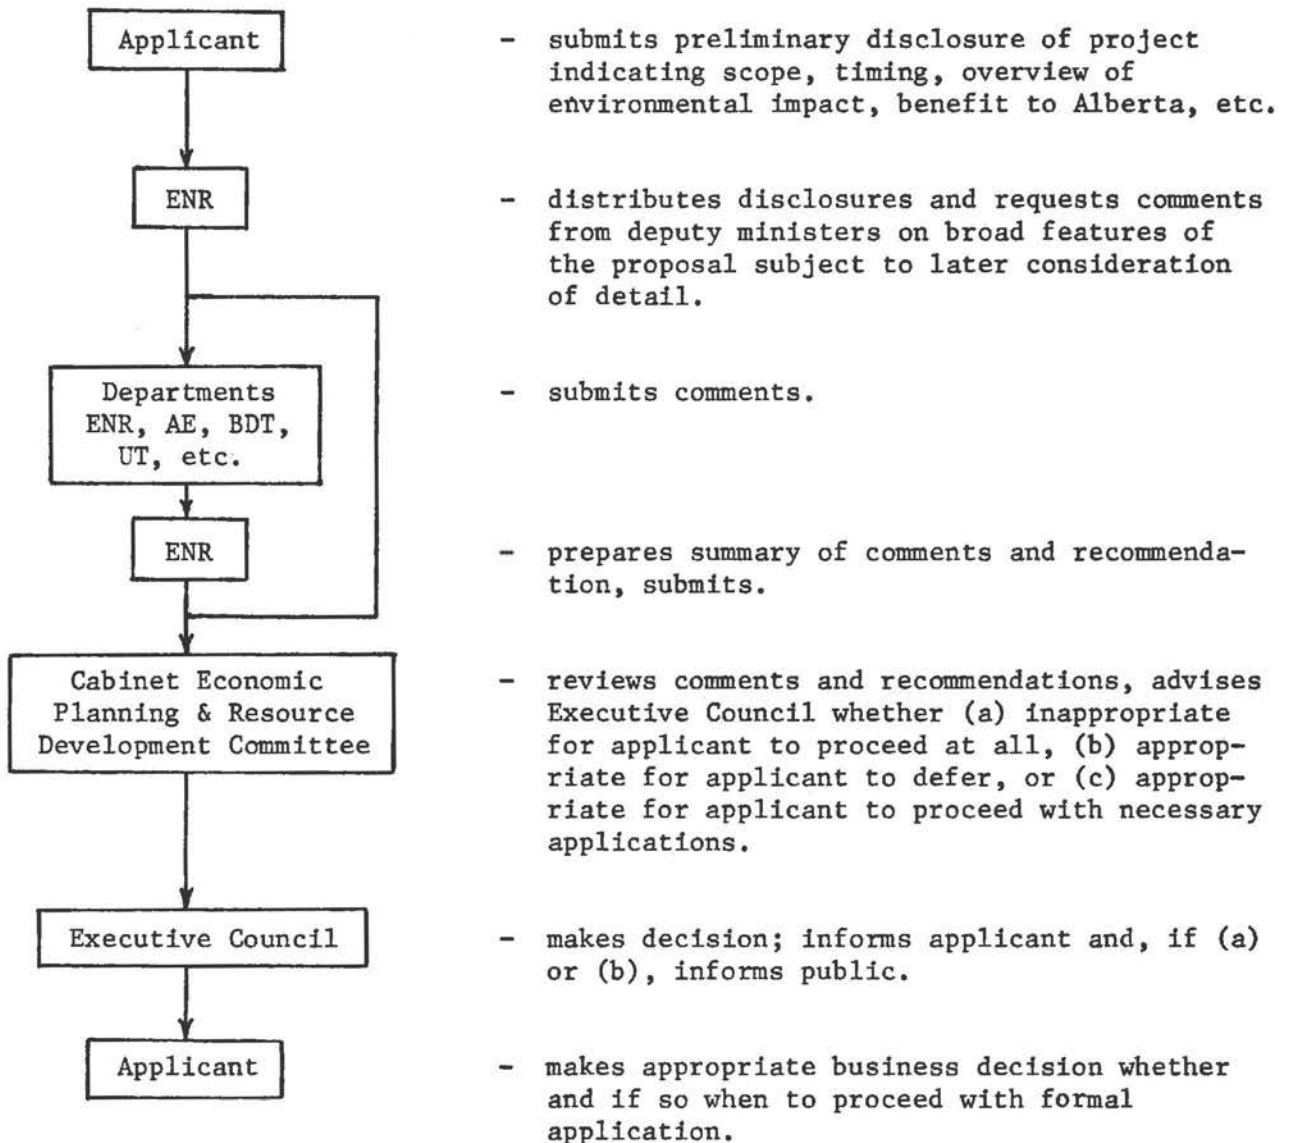 Applicant
- submits preliminary disclosure of project
indicating scope, timing, overview of
environmental impact, benefit to Alberta, etc.
ENR
- distributes disclosures and requests comments
from deputy ministers on broad features of
the proposal subject to later consideration
of detail.
Departments
ENR, AE, BDT,
UT, etc.
- submits comments.
ENR
- prepares summary of comments and recommenda-
tion, submits.
Cabinet Economic
Planning & Resource
Development Committee
- reviews comments and recommendations, advises
Executive Council whether (a) inappropriate
for applicant to proceed at all, (b) approp-
riate for applicant to defer, or (c) approp-
riate for applicant to proceed with necessary
applications.
Executive Council
- makes decision; informs applicant and, if (a)
or (b), informs public.
Applicant
- makes appropriate business decision whether
and if so when to proceed with formal
application.